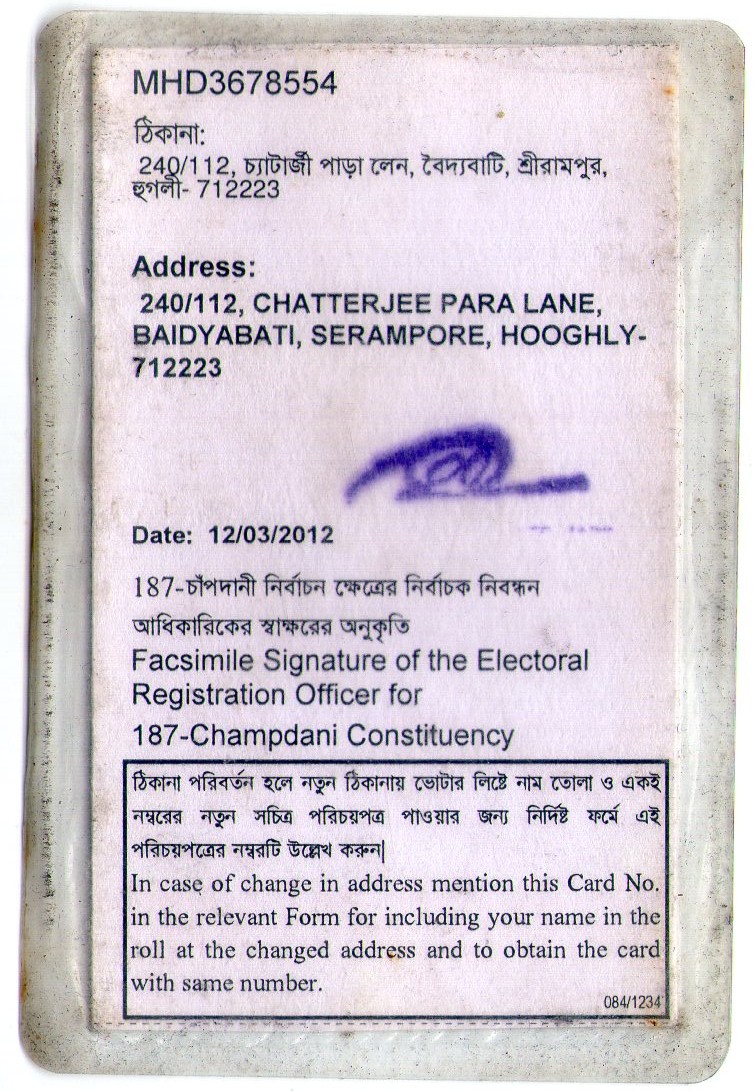 MHD3678554
ঠিকানা:
240/112, চ্যাটার্জী পাড়া লেন, বৈদ্যবাটি, শ্রীরামপুর,
হুগলী- 712223
Address:
240/112, CHATTERJEE PARA LANE,
BAIDYABATI, SERAMPORE, HOOGHLY-
712223
Date: 12/03/2012
187-চাঁপদানী নির্বাচন ক্ষেত্রের নির্বাচক নিবন্ধন
আধিকারিকের স্বাক্ষরের অনুকৃতি
Facsimile Signature of the Electoral
Registration Officer for
187-Champdani Constituency
ঠিকানা পরিবর্তন হলে নতুন ঠিকানায় ভোটার লিষ্টে নাম তোলা ও একই
নম্বরের নতুন সচিত্র পরিচয়পত্র পাওয়ার জন্য নির্দিষ্ট ফর্মে এই
পরিচয়পত্রের নম্বরটি উল্লেখ করুন|
In case of change in address mention this Card No.
in the relevant Form for including your name in the
roll at the changed address and to obtain the card
with same number.
084/1234